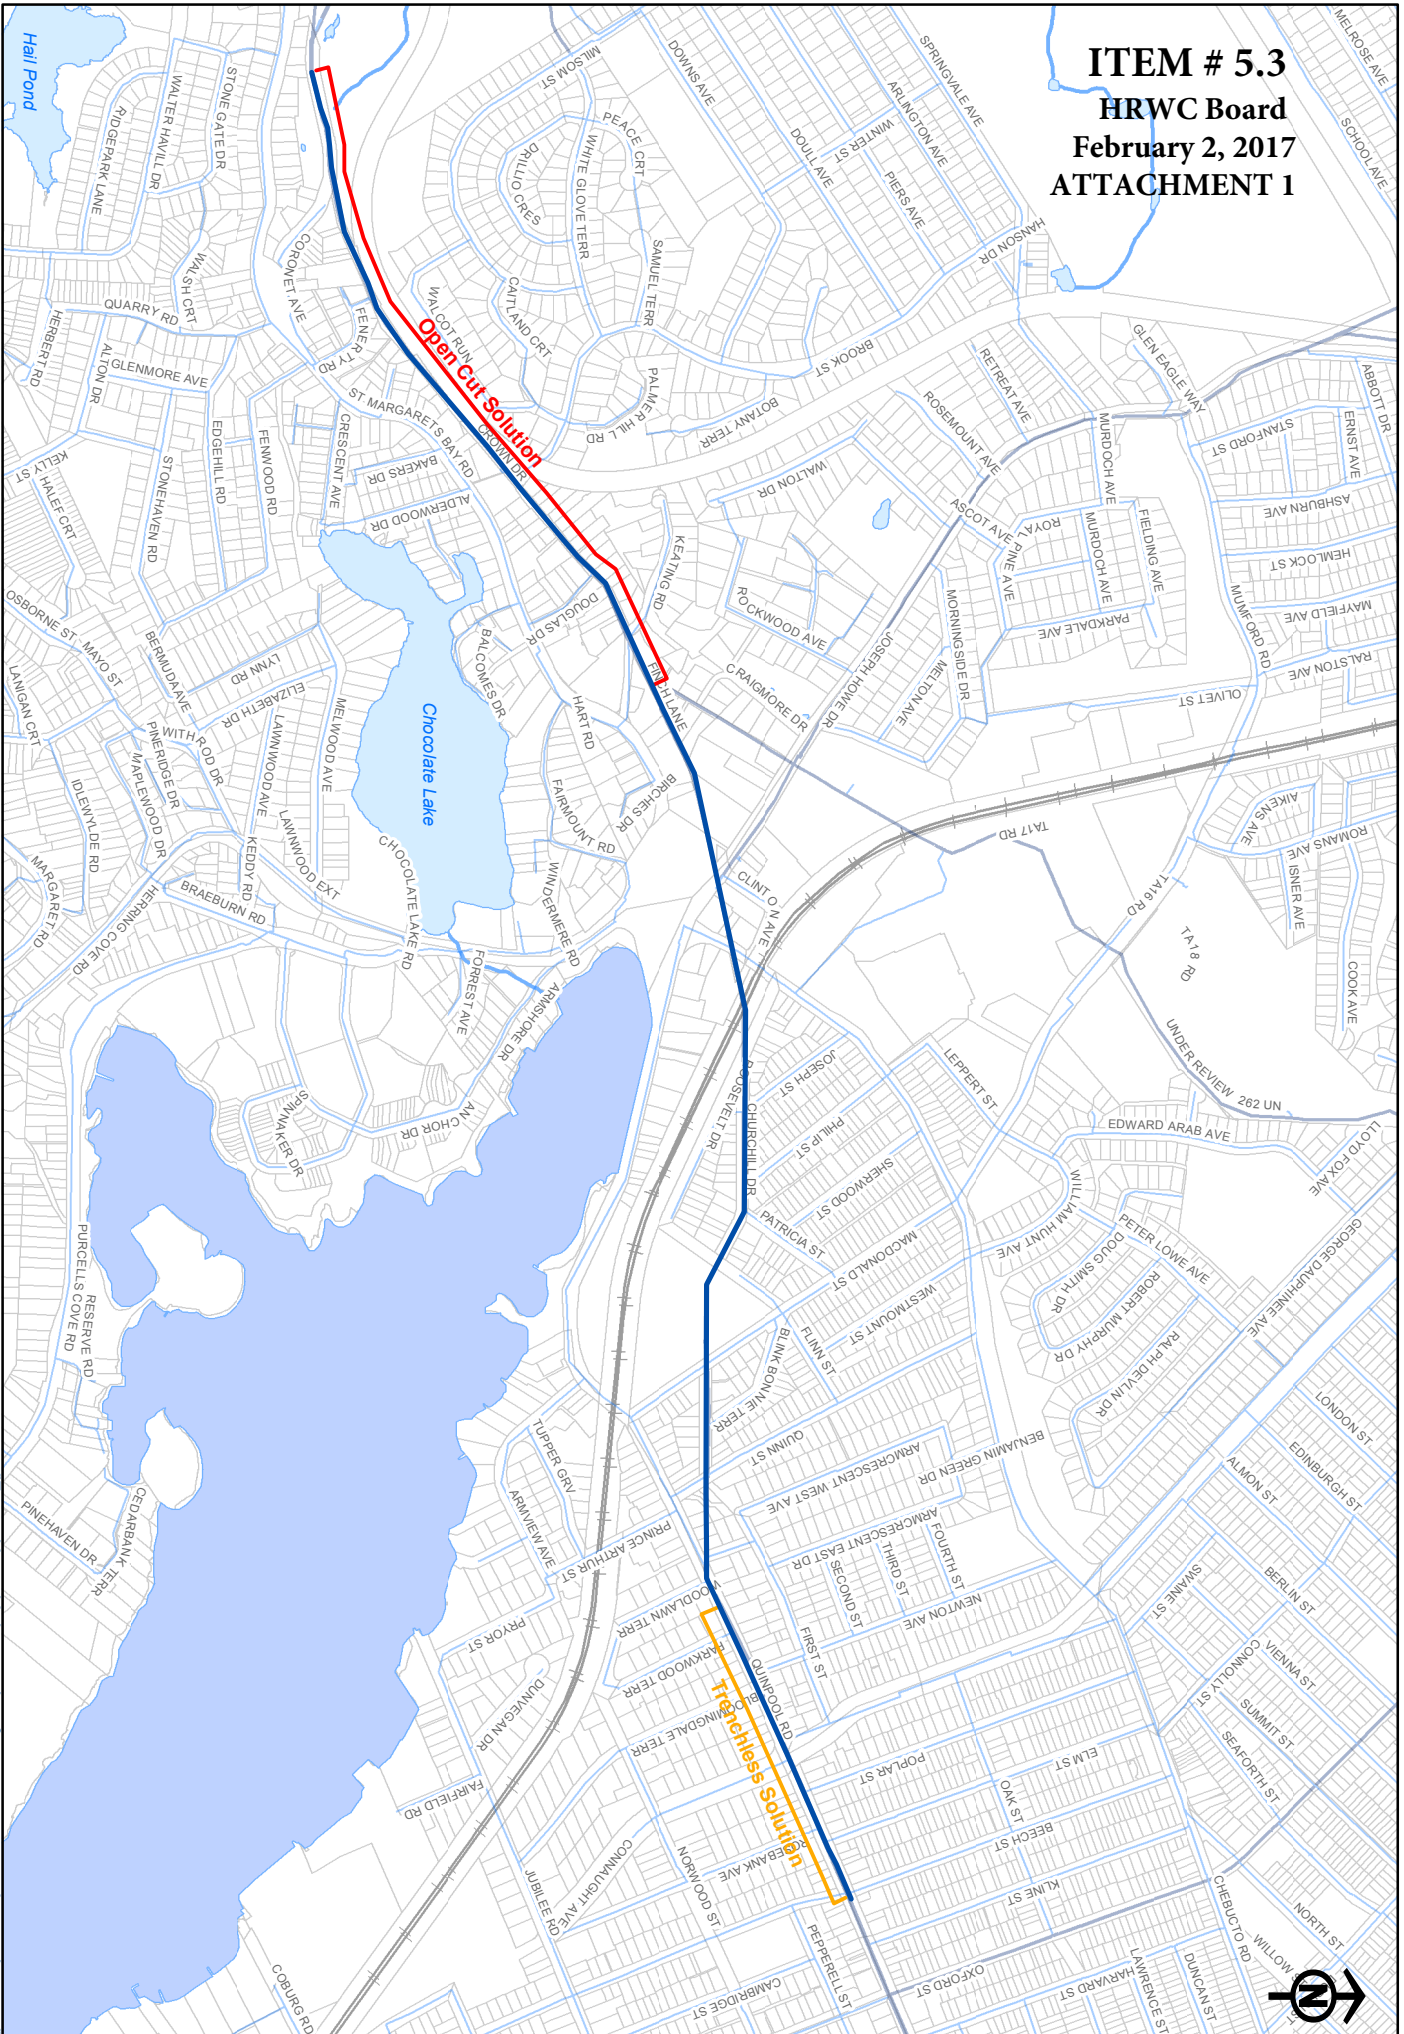 ITEM # 5.3
HRWC Board
February 2, 2017
ATTACHMENT 1
MELROSE AVE
SCHOOL AVE
Hail Pond
STONE GATE DR
WALTER HAVILL DR
RIDGEPARK LANE
WALSH CRT
QUARRY RD
HERBERT RD
CORONET AVE
MILSOM ST
DOWNS AVE
SPRINGVALE AVE
ARLINGTON AVE
WINTER ST
DOULL AVE
PIERS AVE
HANSON DR
PEACE CRT
WHITE GLOVE TERR
DRILLIO CRES
SAMUEL TERR
CAITLAND CRT
WALCOT RUN
Open Cut Solution
CROWN DR
FENERTY RD
ST MARGARETS BAY RD
ALTON DR
GLENMORE AVE
EDGEHILL RD
FENWOOD RD
CRESCENT AVE
BAKERS DR
ALDERWOOD DR
KELLY ST
HALEF CRT
STONEHAVEN RD
PALMER HILL RD
BOTANY TERR
BROOK ST
WALTON DR
RETREAT AVE
ROSEMOUNT AVE
GLEN EAGLE WAY
MURDOCH AVE
STANFORD ST
ERNST AVE
ABBOTT DR
ASHBURN AVE
HEMLOCK ST
MAYFIELD AVE
RALSTON AVE
MUMFORD RD
OLIVET ST
ASCOT AVE
ROYAL PINE AVE
MURDOCH AVE
FIELDING AVE
PARKDALE AVE
MORNINGSIDE DR
MELTON AVE
JOSEPH HOWE DR
ROCKWOOD AVE
CRAIGMORE DR
KEATING RD
FINCH LANE
DOUGLAS DR
BALCOMES DR
HART RD
FAIRMOUNT RD
BIRCHES DR
WINDERMERE RD
Chocolate Lake
CHOCOLATE LAKE RD
OSBORNE ST
MAYO ST
BERMUDA AVE
LYNN RD
ELIZABETH DR
LAWNWOOD AVE
MELWOOD AVE
LAWNWOOD EXT
LANIGAN CRT
WITHROD DR
PINERIDGE DR
MAPLEWOOD DR
IDLEWYLDE RD
KEDDY RD
MARGARET RD
HERRING COVE RD
BRAEBURN RD
FORREST AVE
ARMSHORE DR
ANCHOR DR
SPINNAKER DR
CLINTON AVE
TA17 RD
TA16 RD
TA18 RD
AIKENS AVE
ROMANS AVE
ISNER AVE
COOK AVE
UNDER REVIEW 262 UN
EDWARD ARAB AVE
LLOYD FOX AVE
GEORGE DAUPHINEE AVE
LEPPERT ST
JOSEPH ST
PHILIP ST
SHERWOOD ST
ROOSEVELT DR
CHURCHILL DR
PATRICIA ST
MACDONALD ST
WESTMOUNT ST
WILLIAM HUNT AVE
PETER LOWE AVE
DOUG SMITH DR
ROBERT MURPHY DR
RALPH DEVLIN DR
FLINN ST
BLINK BONNIE TERR
QUINN ST
ARMCRESCENT WEST AVE
BENJAMIN GREEN DR
ARMCRESCENT EAST DR
FOURTH ST
THIRD ST
SECOND ST
FIRST ST
NEWTON AVE
PURCELLS COVE RD
RESERVE RD
CEDARBANK TERR
PINEHAVEN DR
TUPPER GRV
ARMVIEW AVE
PRINCE ARTHUR ST
PRYOR ST
WOODLAWN TERR
PARKWOOD TERR
BLOOMINGDALE TERR
QUINPOOL RD
Trenchless Solution
DUNVEGAN DR
FAIRFIELD RD
JUBILEE RD
CONNAUGHT AVE
NORWOOD ST
ROSEBANK AVE
POPLAR ST
ELM ST
OAK ST
BEECH ST
KLINE ST
LONDON ST
EDINBURGH ST
ALMON ST
BERLIN ST
SWAINE ST
CONNOLLY ST
VIENNA ST
SUMMIT ST
SEAFORTH ST
CHEBUCTO RD
NORTH ST
DUNCAN ST
LAWRENCE ST
HARVARD ST
OXFORD ST
PEPPERELL ST
CAMBRIDGE ST
COBURG RD
N